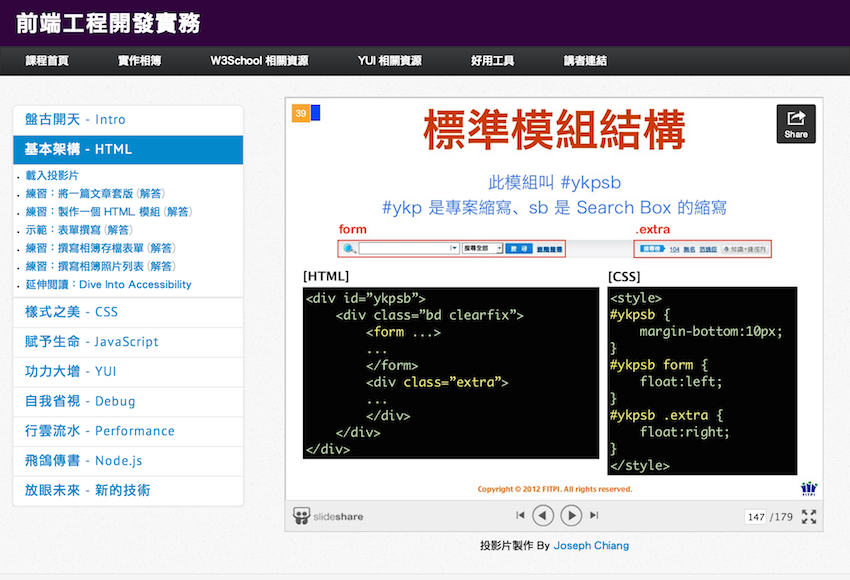 前端工程開發實務
課程首頁 實作相簿 W3School 相關資源 YUI 相關資源 好用工具 講者連結
盤古開天 - Intro
基本架構 - HTML
載入投影片
練習：將一篇文章套版 (解答)
練習：製作一個 HTML 模組 (解答)
示範：表單撰寫 (解答)
練習：撰寫相簿存檔表單 (解答)
練習：撰寫相簿照片列表 (解答)
延伸閱讀：Dive Into Accessibility
樣式之美 - CSS
賦予生命 - JavaScript
功力大增 - YUI
自我省視 - Debug
行雲流水 - Performance
飛鴿傳書 - Node.js
放眼未來 - 新的技術
39
標準模組結構
Share
此模組叫 #ykpsb
#ykp 是專案縮寫、sb 是 Search Box 的縮寫
form
.extra
搜尋全部 搜尋
104
[HTML]
<div id="ykpsb">
<div class="bd clearfix">
<form ...>
...
</form>
<div class="extra">
...
</div>
</div>
</div>
[CSS]
<style>
#ykpsb {
margin-bottom:10px;
}
#ykpsb form {
float:left;
}
#ykpsb .extra {
float:right;
}
</style>
Copyright © 2012 FITPI. All rights reserved.
FITPI
slideshare
147 /179
投影片製作 By Joseph Chiang